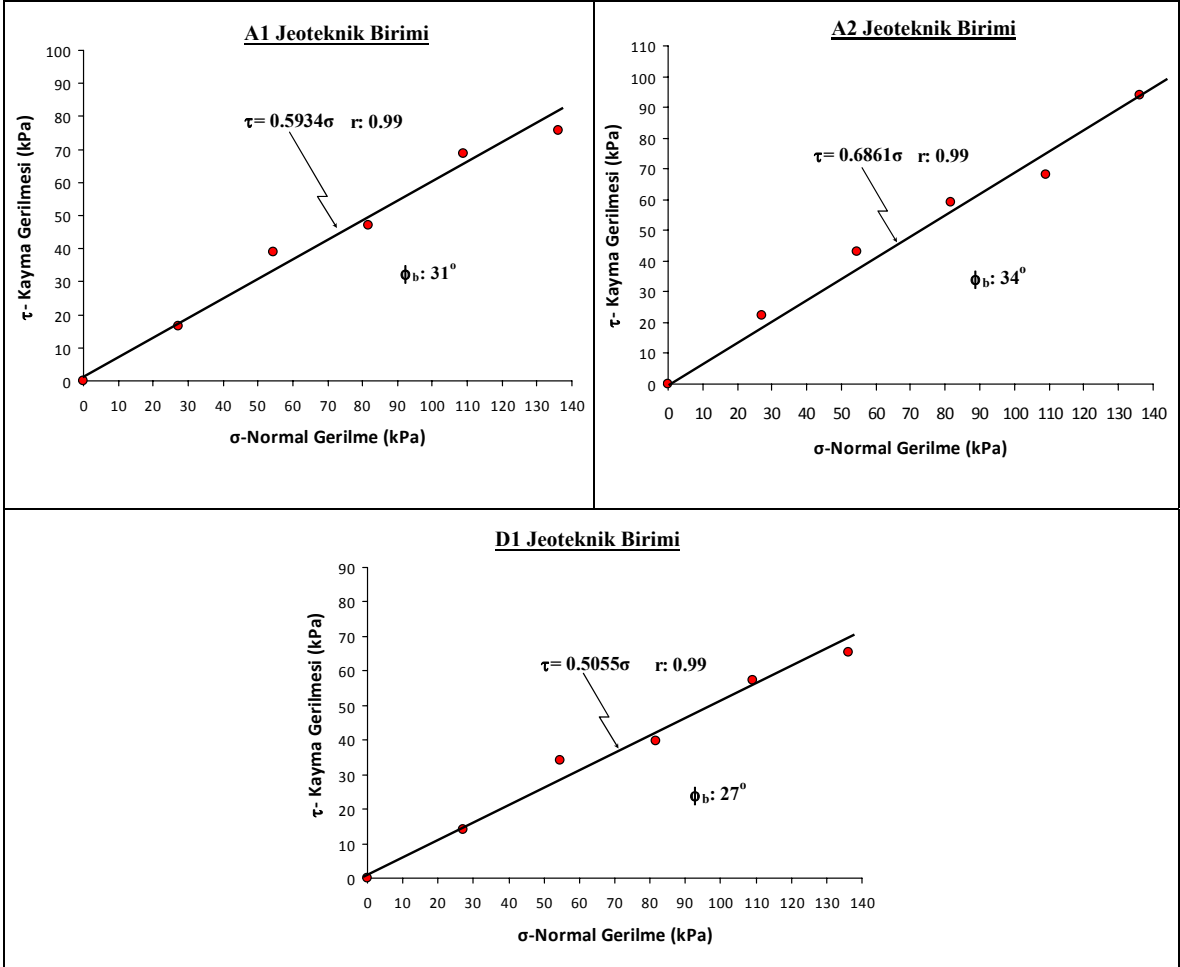 A1 Jeoteknik Birimi
100
90
80
70
60
50
40
30
20
10
0
τ- Kayma Gerilmesi (kPa)
τ= 0.5934σ r: 0.99
ϕb: 31°
0 10 20 30 40 50 60 70 80 90 100 110 120 130 140
σ-Normal Gerilme (kPa)
A2 Jeoteknik Birimi
110
100
90
80
70
60
50
40
30
20
10
0
τ- Kayma Gerilmesi (kPa)
τ= 0.6861σ r: 0.99
ϕb: 34°
0 10 20 30 40 50 60 70 80 90 100 110 120 130 140
σ-Normal Gerilme (kPa)
D1 Jeoteknik Birimi
90
80
70
60
50
40
30
20
10
0
τ- Kayma Gerilmesi (kPa)
τ= 0.5055σ r: 0.99
ϕb: 27°
0 10 20 30 40 50 60 70 80 90 100 110 120 130 140
σ-Normal Gerilme (kPa)